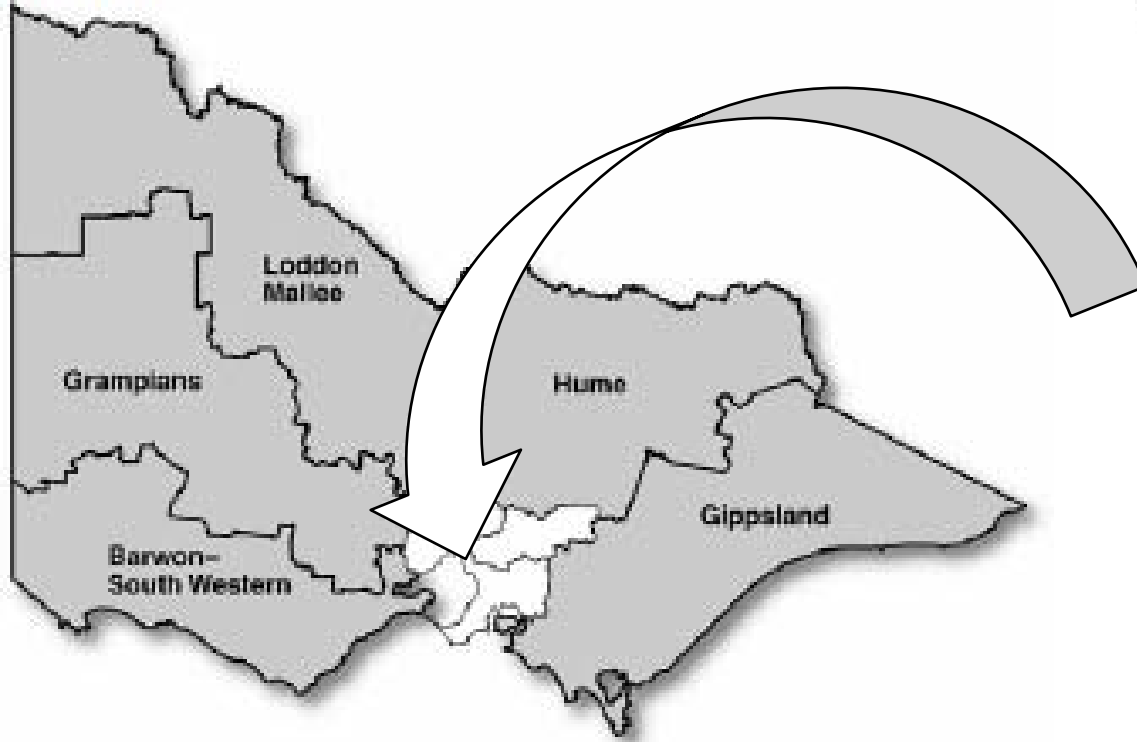 Loddon
Mallee
Grampians
Hume
Gippsland
Barwon–
South Western